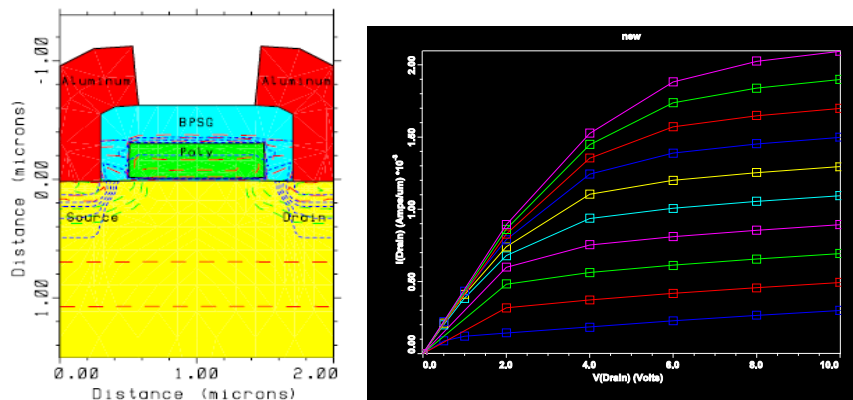 Distance (microns)
-1.00
0.00
1.00
Aluminum
Aluminum
BPSG
Poly
Source
Drain
0.00
1.00
2.00
Distance (microns)
new
I(Drain) (Amps/um) *10
2.00
1.50
1.00
0.50
0.00
0.0
2.0
4.0
6.0
8.0
10.0
V(Drain) (Volts)